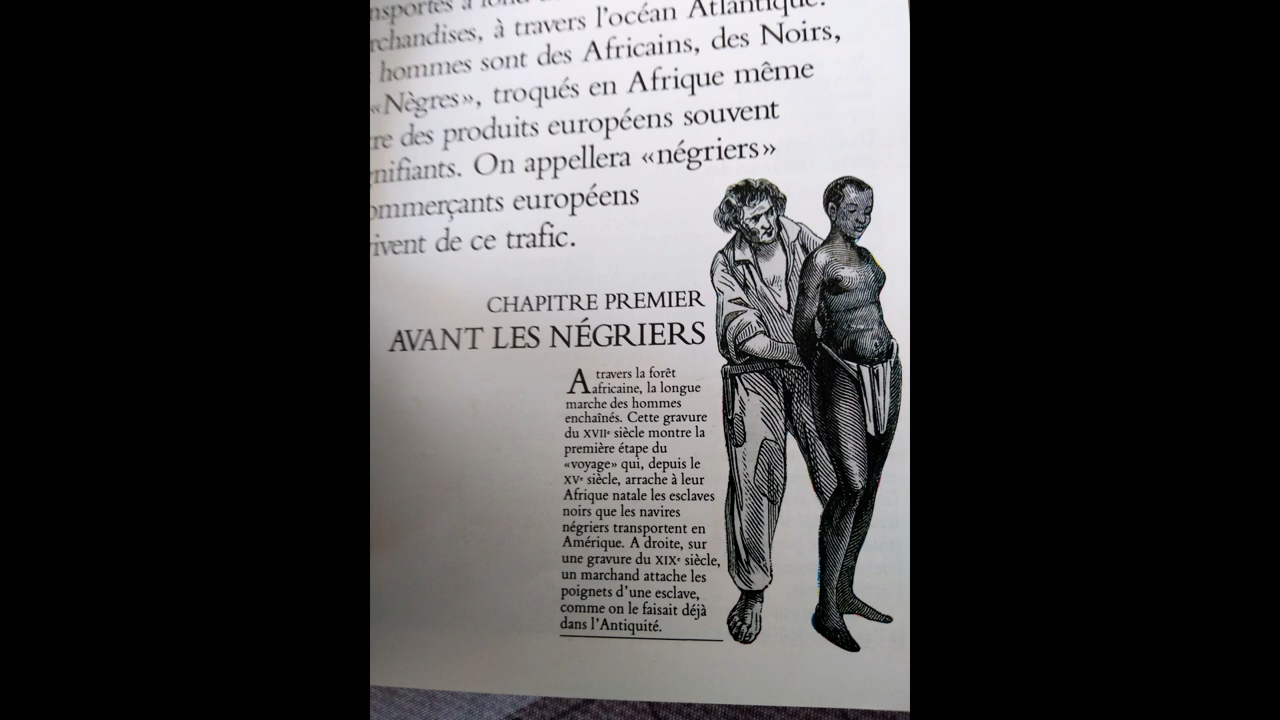 à travers l'océan Atlantique.
hommes sont des Africains, des Noirs,
«Nègres», troqués en Afrique même
des produits européens souvent
On appellera «négriers»
européens
de ce trafic.
CHAPITRE PREMIER
AVANT LES NÉGRIERS
A travers la forêt
africaine, la longue
marche des hommes
enchaînés. Cette gravure
du XVIIe siècle montre la
première étape du
«voyage» qui, depuis le
XVe siècle, arrache à leur
Afrique natale les esclaves
noirs que les navires
négriers transportent en
Amérique. A droite, sur
une gravure du XIXe siècle,
un marchand attache les
poignets d'une esclave,
comme on le faisait déjà
dans l'Antiquité.